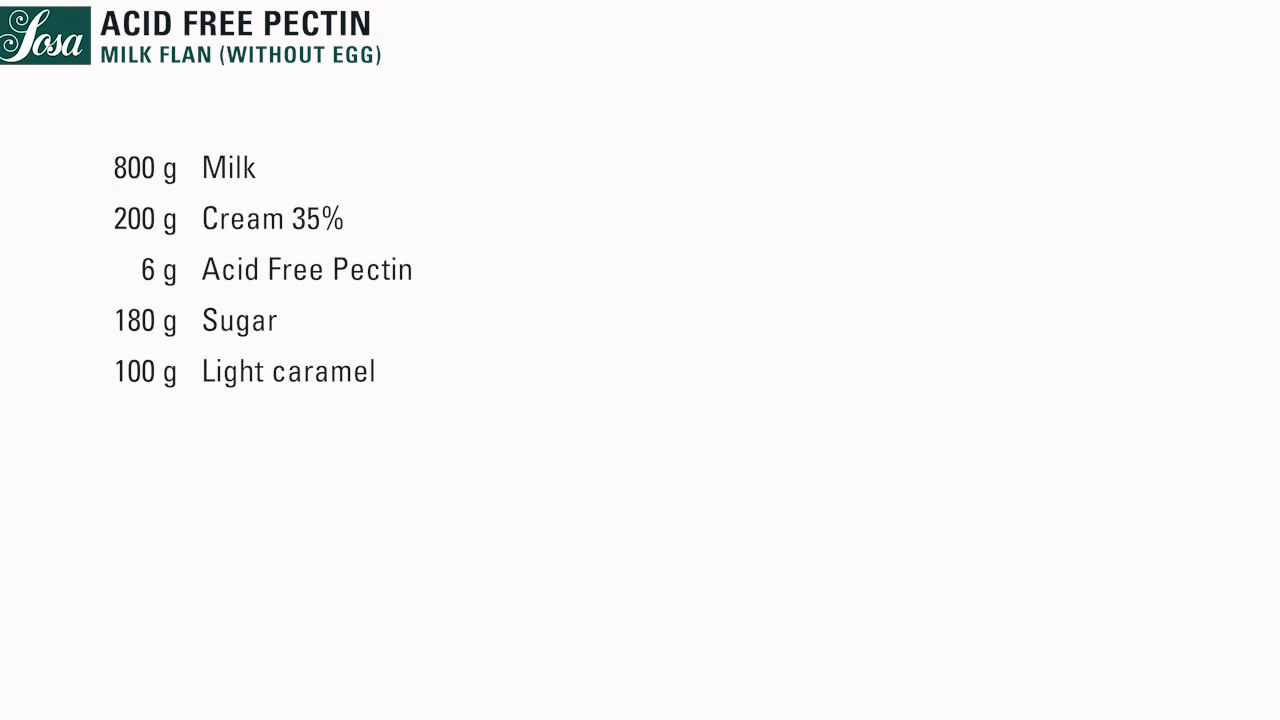 Sosa
ACID FREE PECTIN
MILK FLAN (WITHOUT EGG)
800 g Milk
200 g Cream 35%
6 g Acid Free Pectin
180 g Sugar
100 g Light caramel